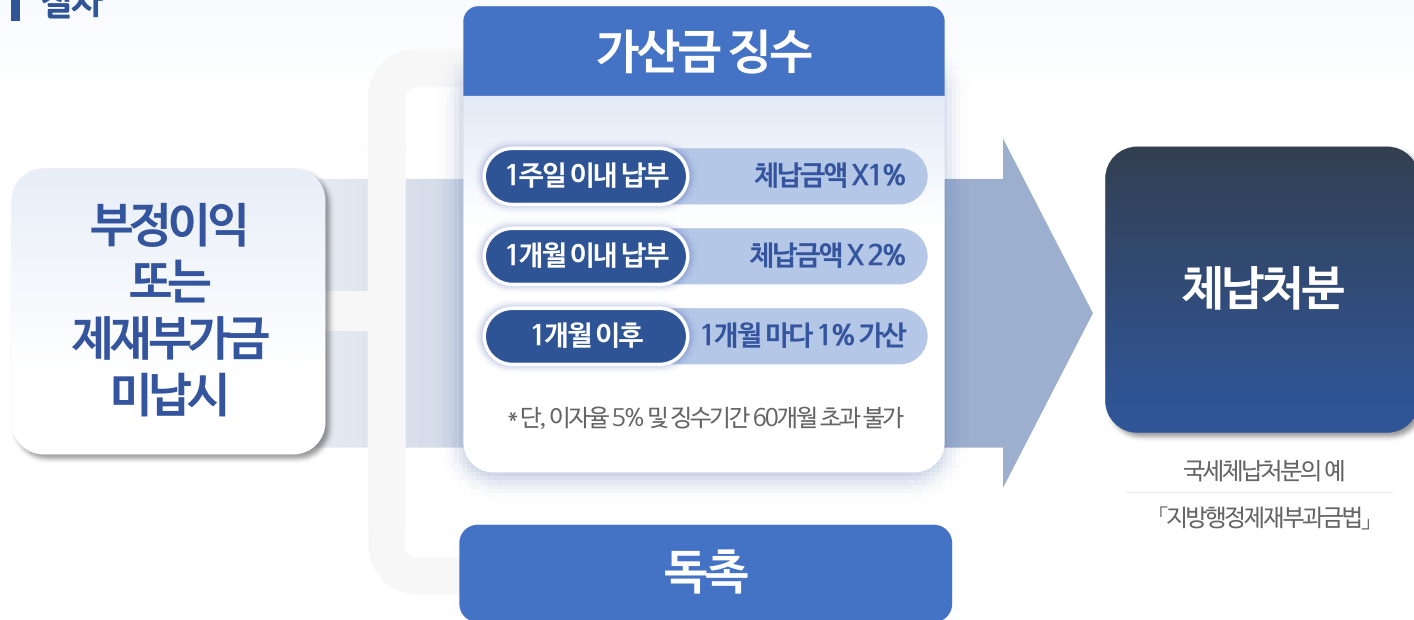 절차
부정이익
또는
제재부가금
미납시
가산금 징수
1주일 이내 납부 체납금액 X1%
1개월 이내 납부 체납금액 X 2%
1개월 이후 1개월 마다 1% 가산
* 단, 이자율 5% 및 징수기간 60개월 초과 불가
독촉
체납처분
국세체납처분의 예
「지방행정제재부과금법」